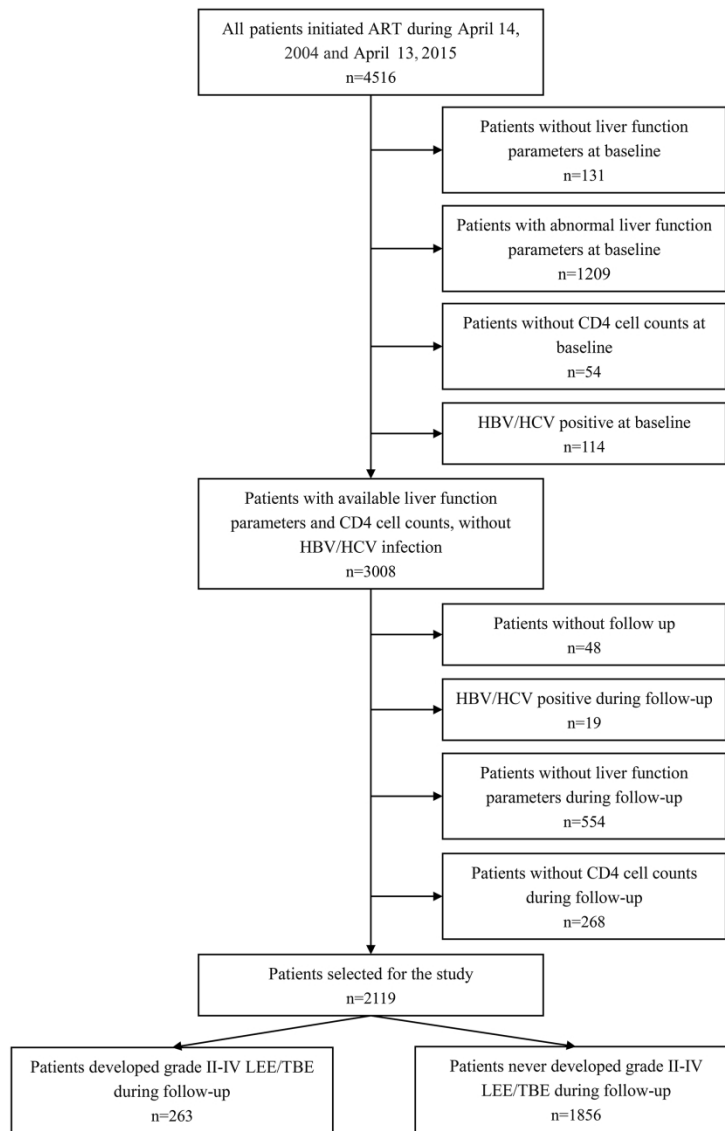 All patients initiated ART during April 14,
2004 and April 13, 2015
n=4516
Patients without liver function
parameters at baseline
n=131
Patients with abnormal liver function
parameters at baseline
n=1209
Patients without CD4 cell counts at
baseline
n=54
HBV/HCV positive at baseline
n=114
Patients with available liver function
parameters and CD4 cell counts, without
HBV/HCV infection
n=3008
Patients without follow up
n=48
HBV/HCV positive during follow-up
n=19
Patients without liver function
parameters during follow-up
n=554
Patients without CD4 cell counts
during follow-up
n=268
Patients selected for the study
n=2119
Patients developed grade II-IV LEE/TBE
during follow-up
n=263
Patients never developed grade II-IV
LEE/TBE during follow-up
n=1856